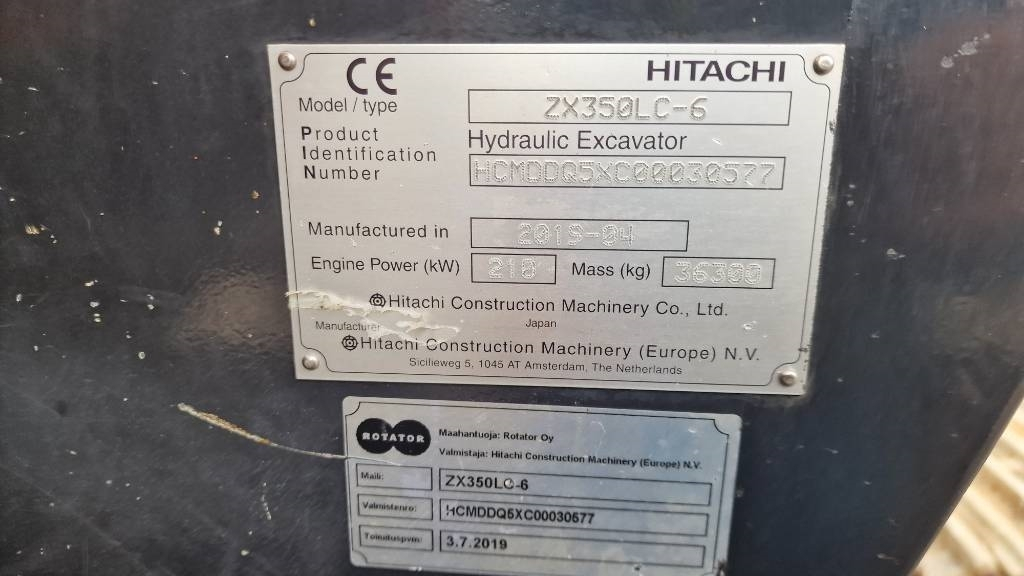 CE HITACHI
Model / type ZX350LC-6
Product Hydraulic Excavator
Identification
Number HCMDDQ5XC00030577
Manufactured in 2019-04
Engine Power (kW) 210 Mass (kg) 36300
Hitachi Construction Machinery Co., Ltd.
Japan
Manufacturer
Hitachi Construction Machinery (Europe) N.V.
Sicilieweg 5, 1045 AT Amsterdam, The Netherlands
ROTATOR Maahantuoja: Rotator Oy
Valmistaja: Hitachi Construction Machinery (Europe) N.V.
Malli: ZX350LC-6
Valmistenro: HCMDDQ5XC00030577
Toimituspvm: 3.7.2019